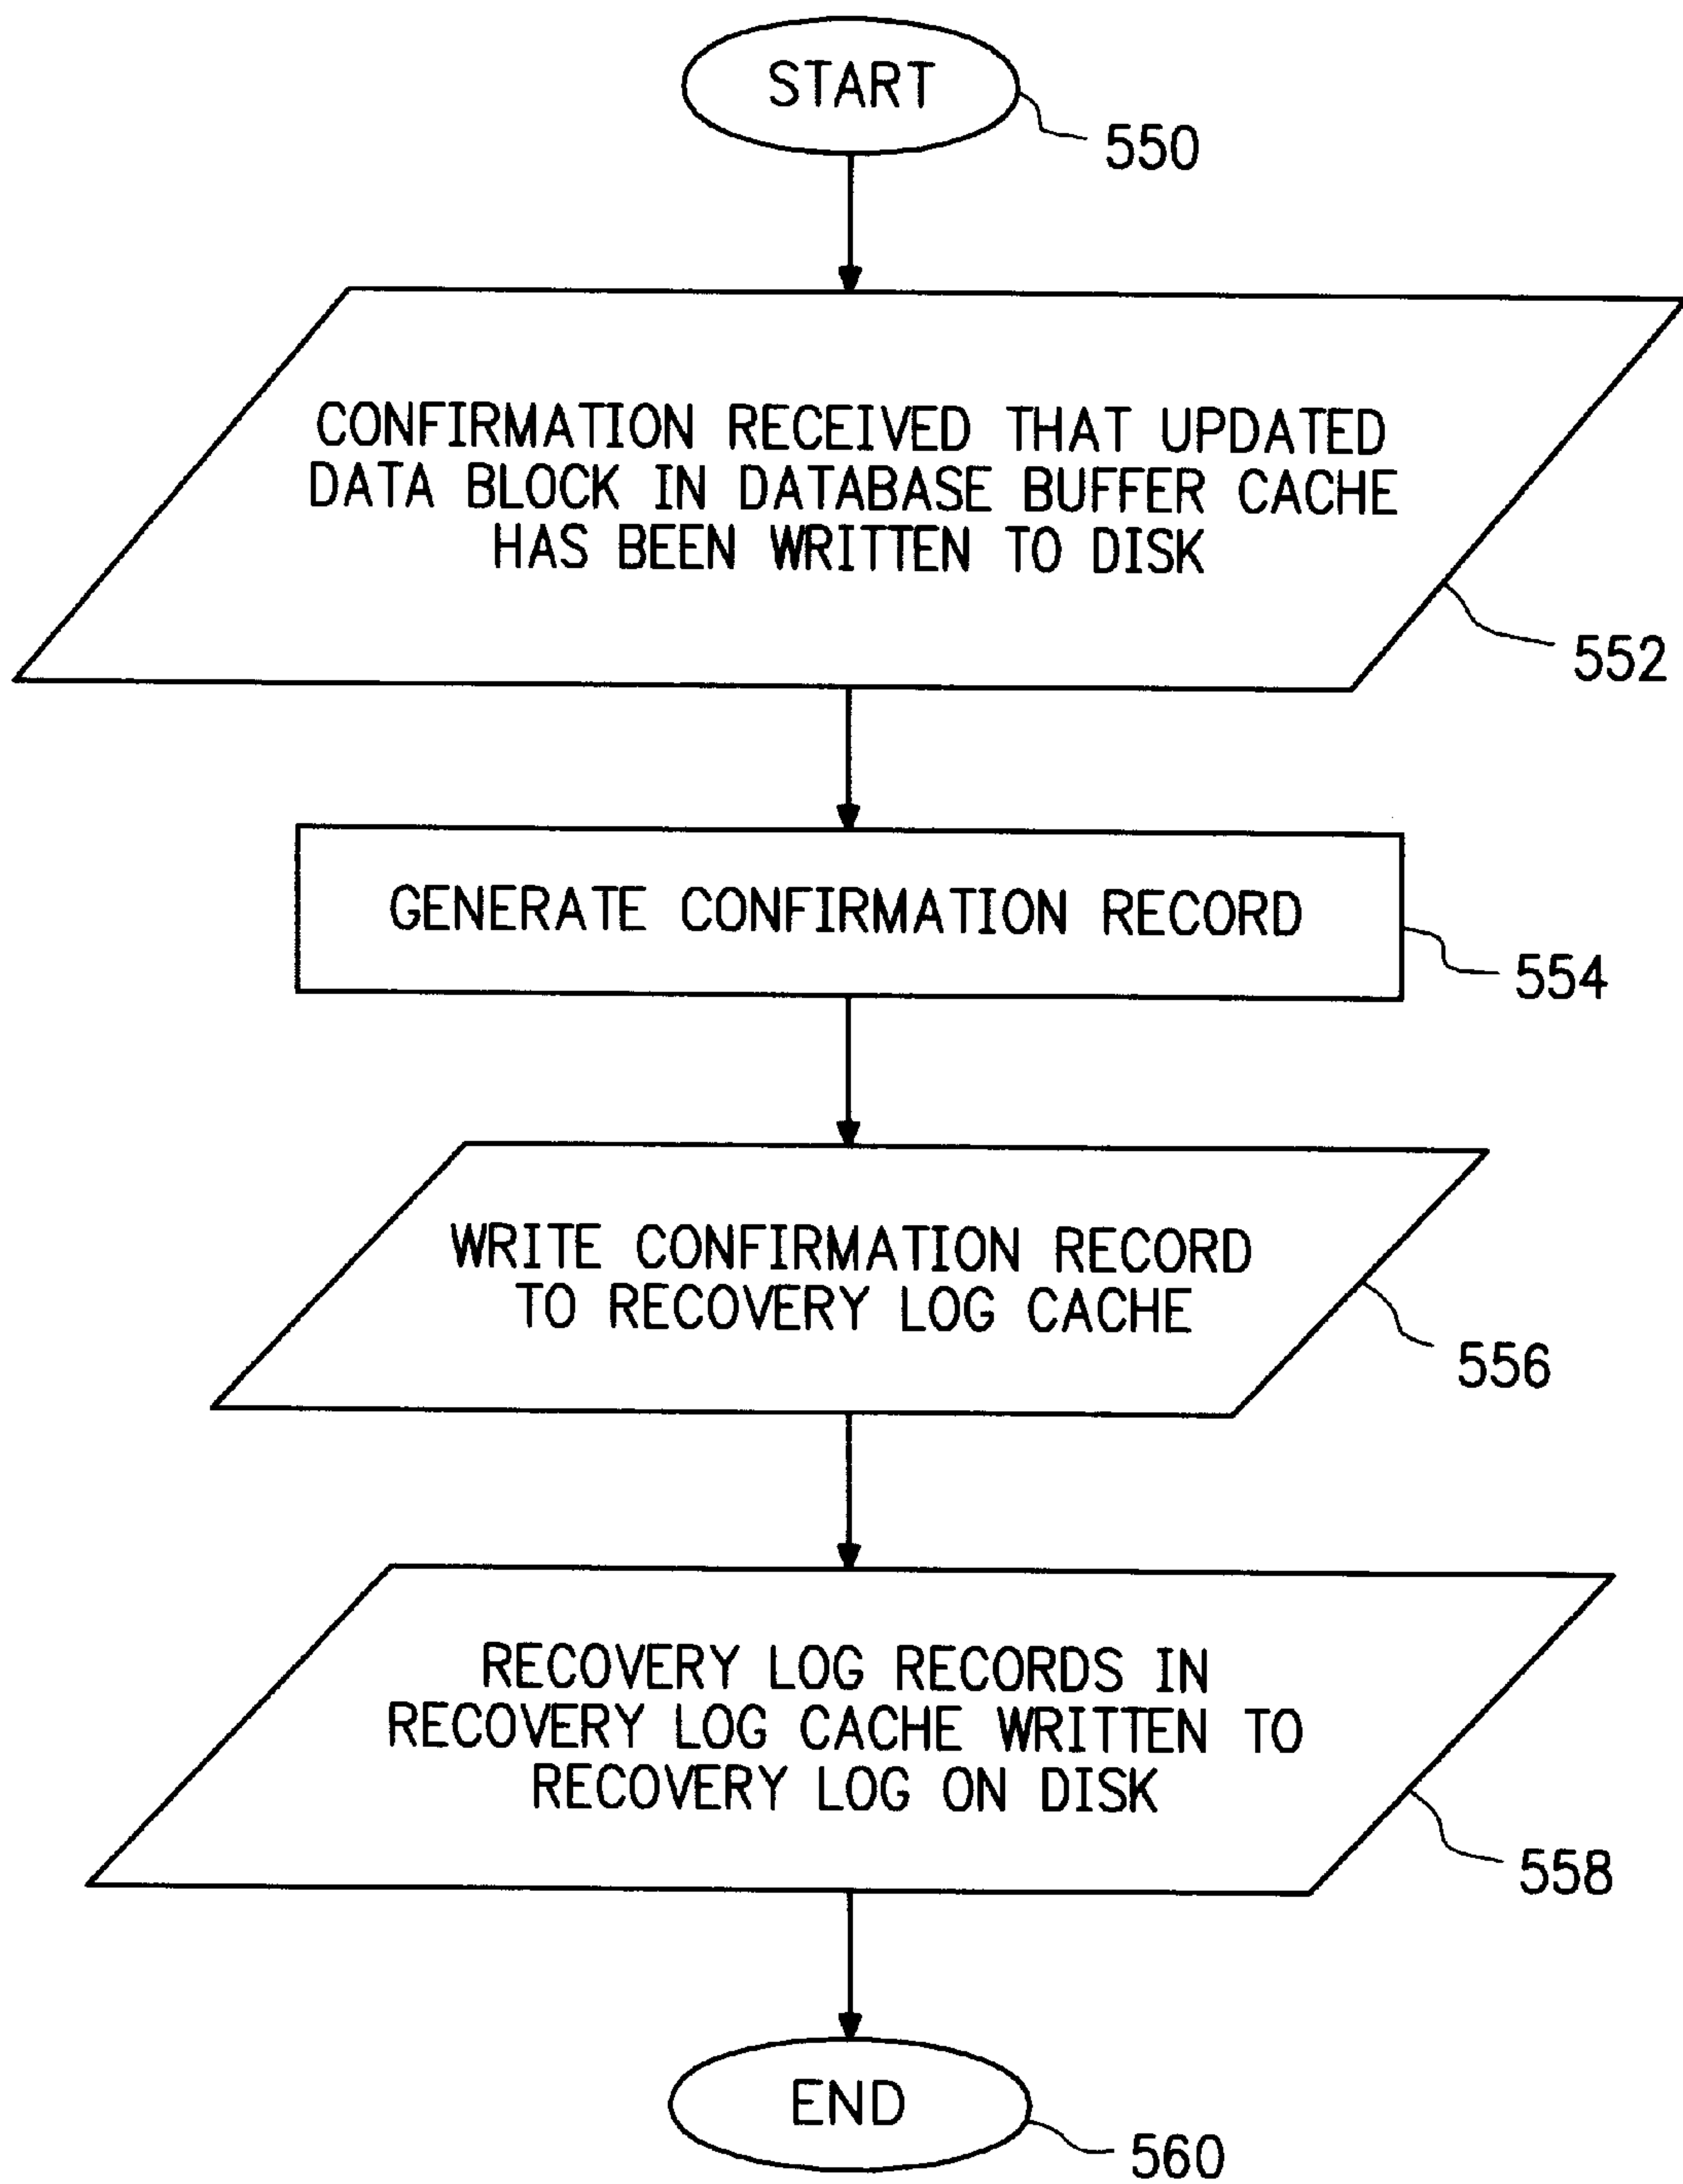 START
550
CONFIRMATION RECEIVED THAT UPDATED
DATA BLOCK IN DATABASE BUFFER CACHE
HAS BEEN WRITTEN TO DISK
552
GENERATE CONFIRMATION RECORD
554
WRITE CONFIRMATION RECORD
TO RECOVERY LOG CACHE
556
RECOVERY LOG RECORDS IN
RECOVERY LOG CACHE WRITTEN TO
RECOVERY LOG ON DISK
558
END
560